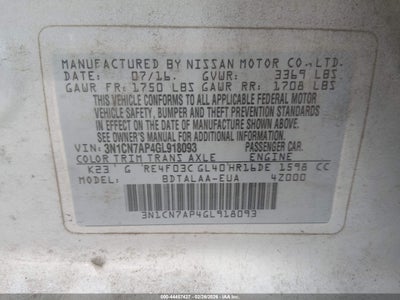 MANUFACTURED BY NISSAN MOTOR CO., LTD.
DATE: 07/16. GVWR: 3369 LBS
GAWR FR: 1750 LBS GAWR RR: 1708 LBS
THIS VEHICLE CONFORMS TO ALL APPLICABLE FEDERAL MOTOR
VEHICLE SAFETY, BUMPER AND THEFT PREVENTION STANDARDS
IN EFFECT ON THE DATE OF MANUFACTURE SHOWN ABOVE.
SEE OWNER'S MANUAL FOR MORE INFORMATION
VIN: 3N1CN7AP4GL918093 PASSENGER CAR.
COLOR TRIM TRANS AXLE ENGINE
K23 G RE4F03C GL40 HR16DE 1598 CC
MODEL: BDTALAA-EUA 4Z000
3N1CN7AP4GL918093
000-44457437 - 02/28/2026 - IAA